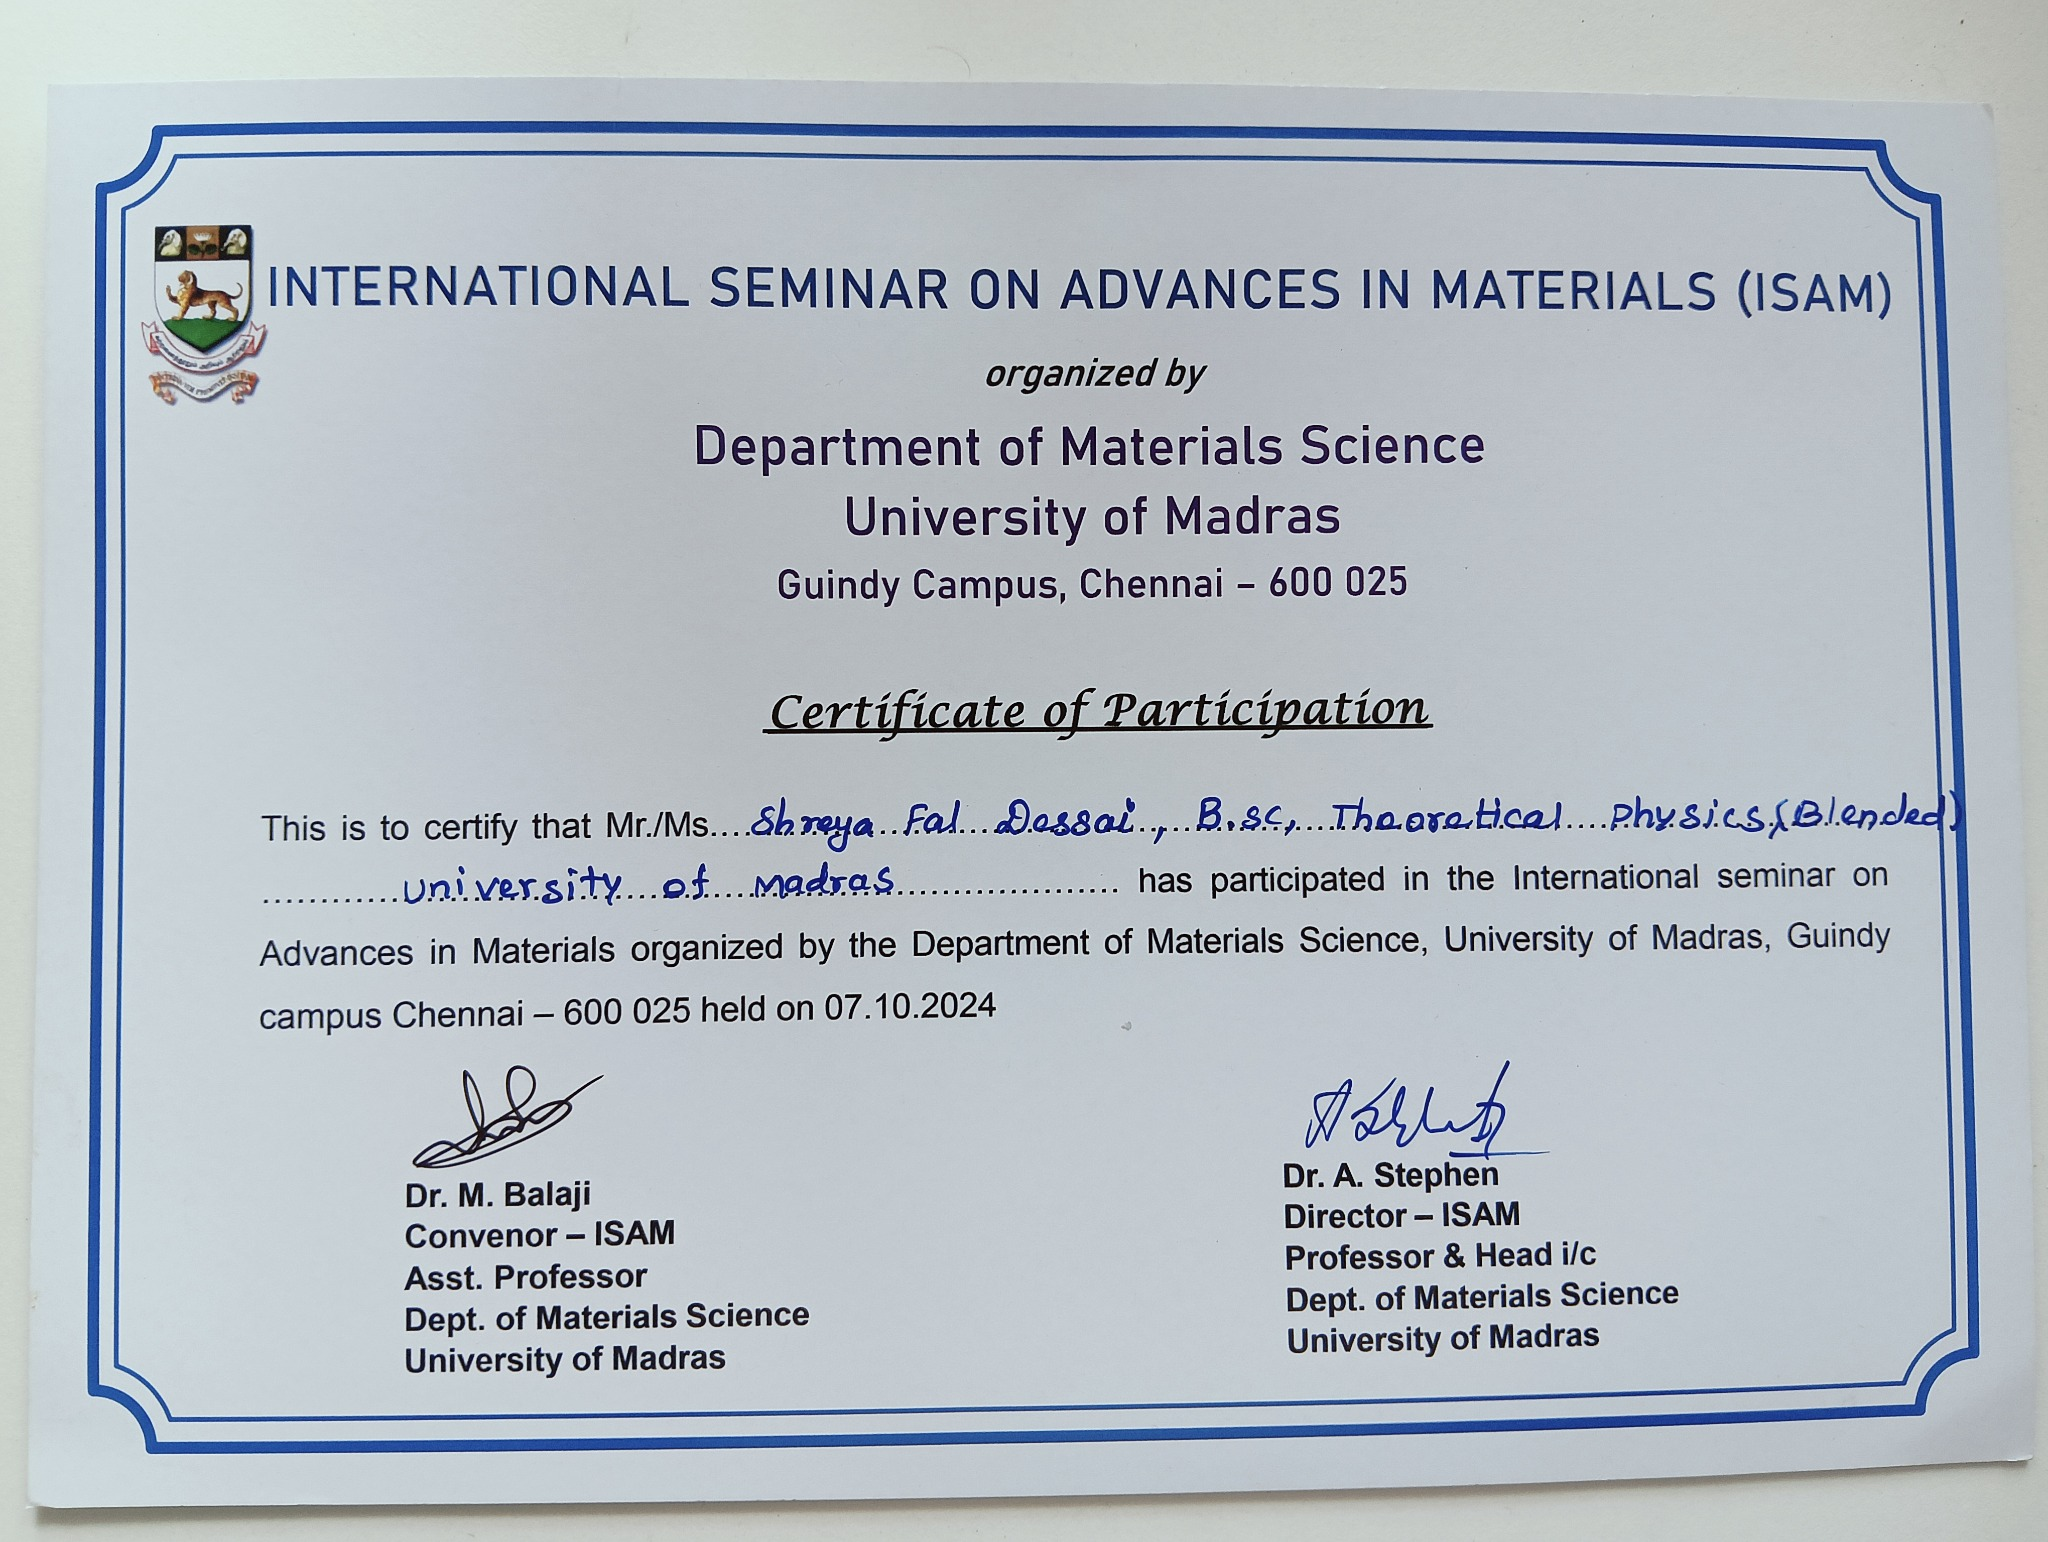 INTERNATIONAL SEMINAR ON ADVANCES IN MATERIALS (ISAM)
organized by
Department of Materials Science
University of Madras
Guindy Campus, Chennai – 600 025
Certificate of Participation
This is to certify that Mr./Ms....Shreya Fal Dessai, B.sc, Theoretical Physics,(Blended)
University of Madras has participated in the International seminar on
Advances in Materials organized by the Department of Materials Science, University of Madras, Guindy
campus Chennai – 600 025 held on 07.10.2024
Dr. M. Balaji
Convenor – ISAM
Asst. Professor
Dept. of Materials Science
University of Madras
Dr. A. Stephen
Director – ISAM
Professor & Head i/c
Dept. of Materials Science
University of Madras